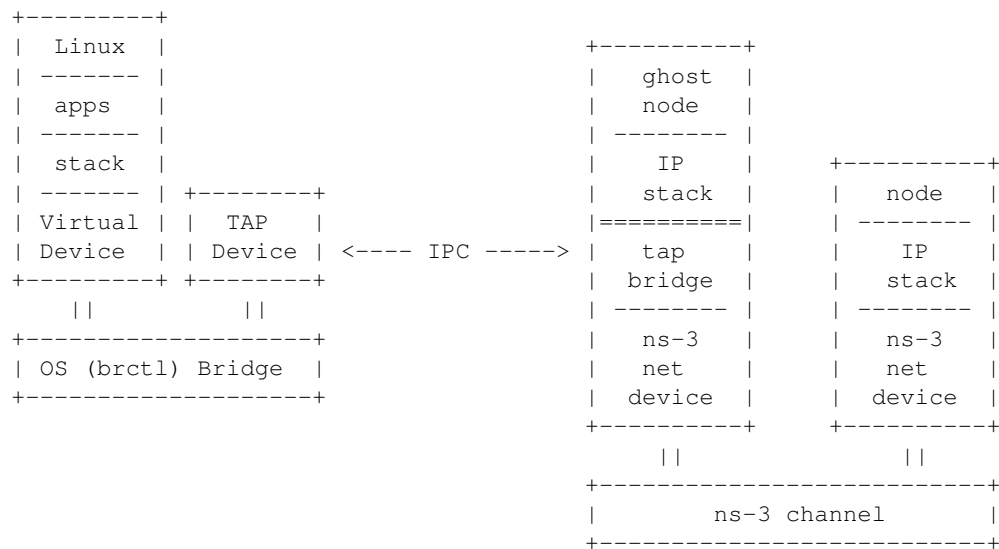 +---------+
|  Linux  |                             +----------+
| ------- |                             |   ghost  |
|  apps   |                             |   node   |
| ------- |                             | -------- |
|  stack  |                             |    IP    |     +----------+
| ------- | +--------+                  |   stack  |     |   node   |
| Virtual | |  TAP   |                  |==========|     | -------- |
| Device  | | Device | <---- IPC -----> |   tap    |     |    IP    |
+---------+ +--------+                  |  bridge  |     |   stack  |
    ||          ||                      | -------- |     | -------- |
+--------------------+                  |   ns-3   |     |   ns-3   |
| OS (brctl) Bridge  |                  |   net    |     |   net    |
+--------------------+                  |  device  |     |  device  |
                                        +----------+     +----------+
                                             ||               ||
                                        +---------------------------+
                                        |        ns-3 channel       |
                                        +---------------------------+